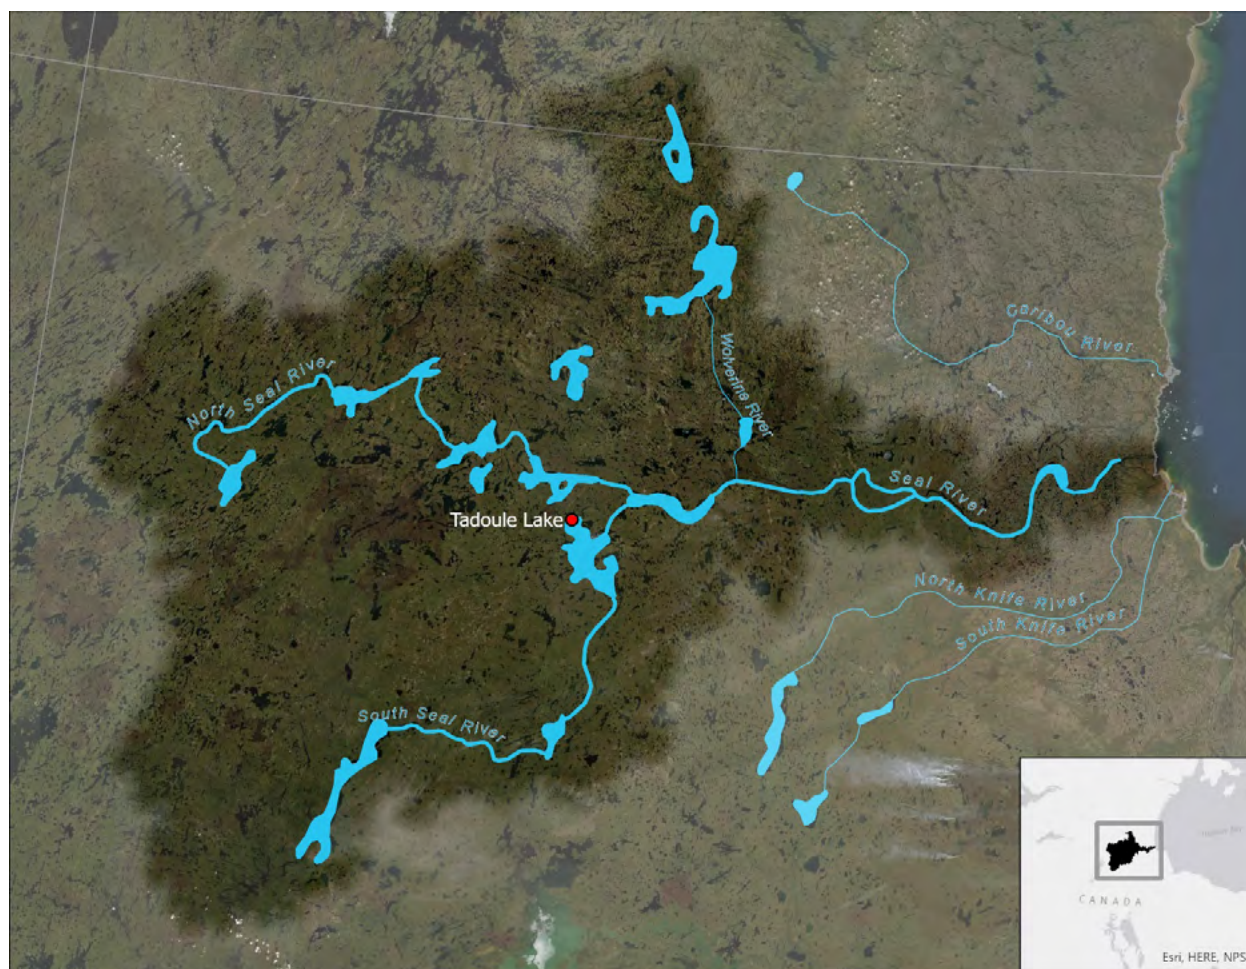 Caribou River
Wolverine River
North Seal River
Seal River
Tadoule Lake
North Knife River
South Knife River
South Seal River
CANADA
Esri, HERE, NPS